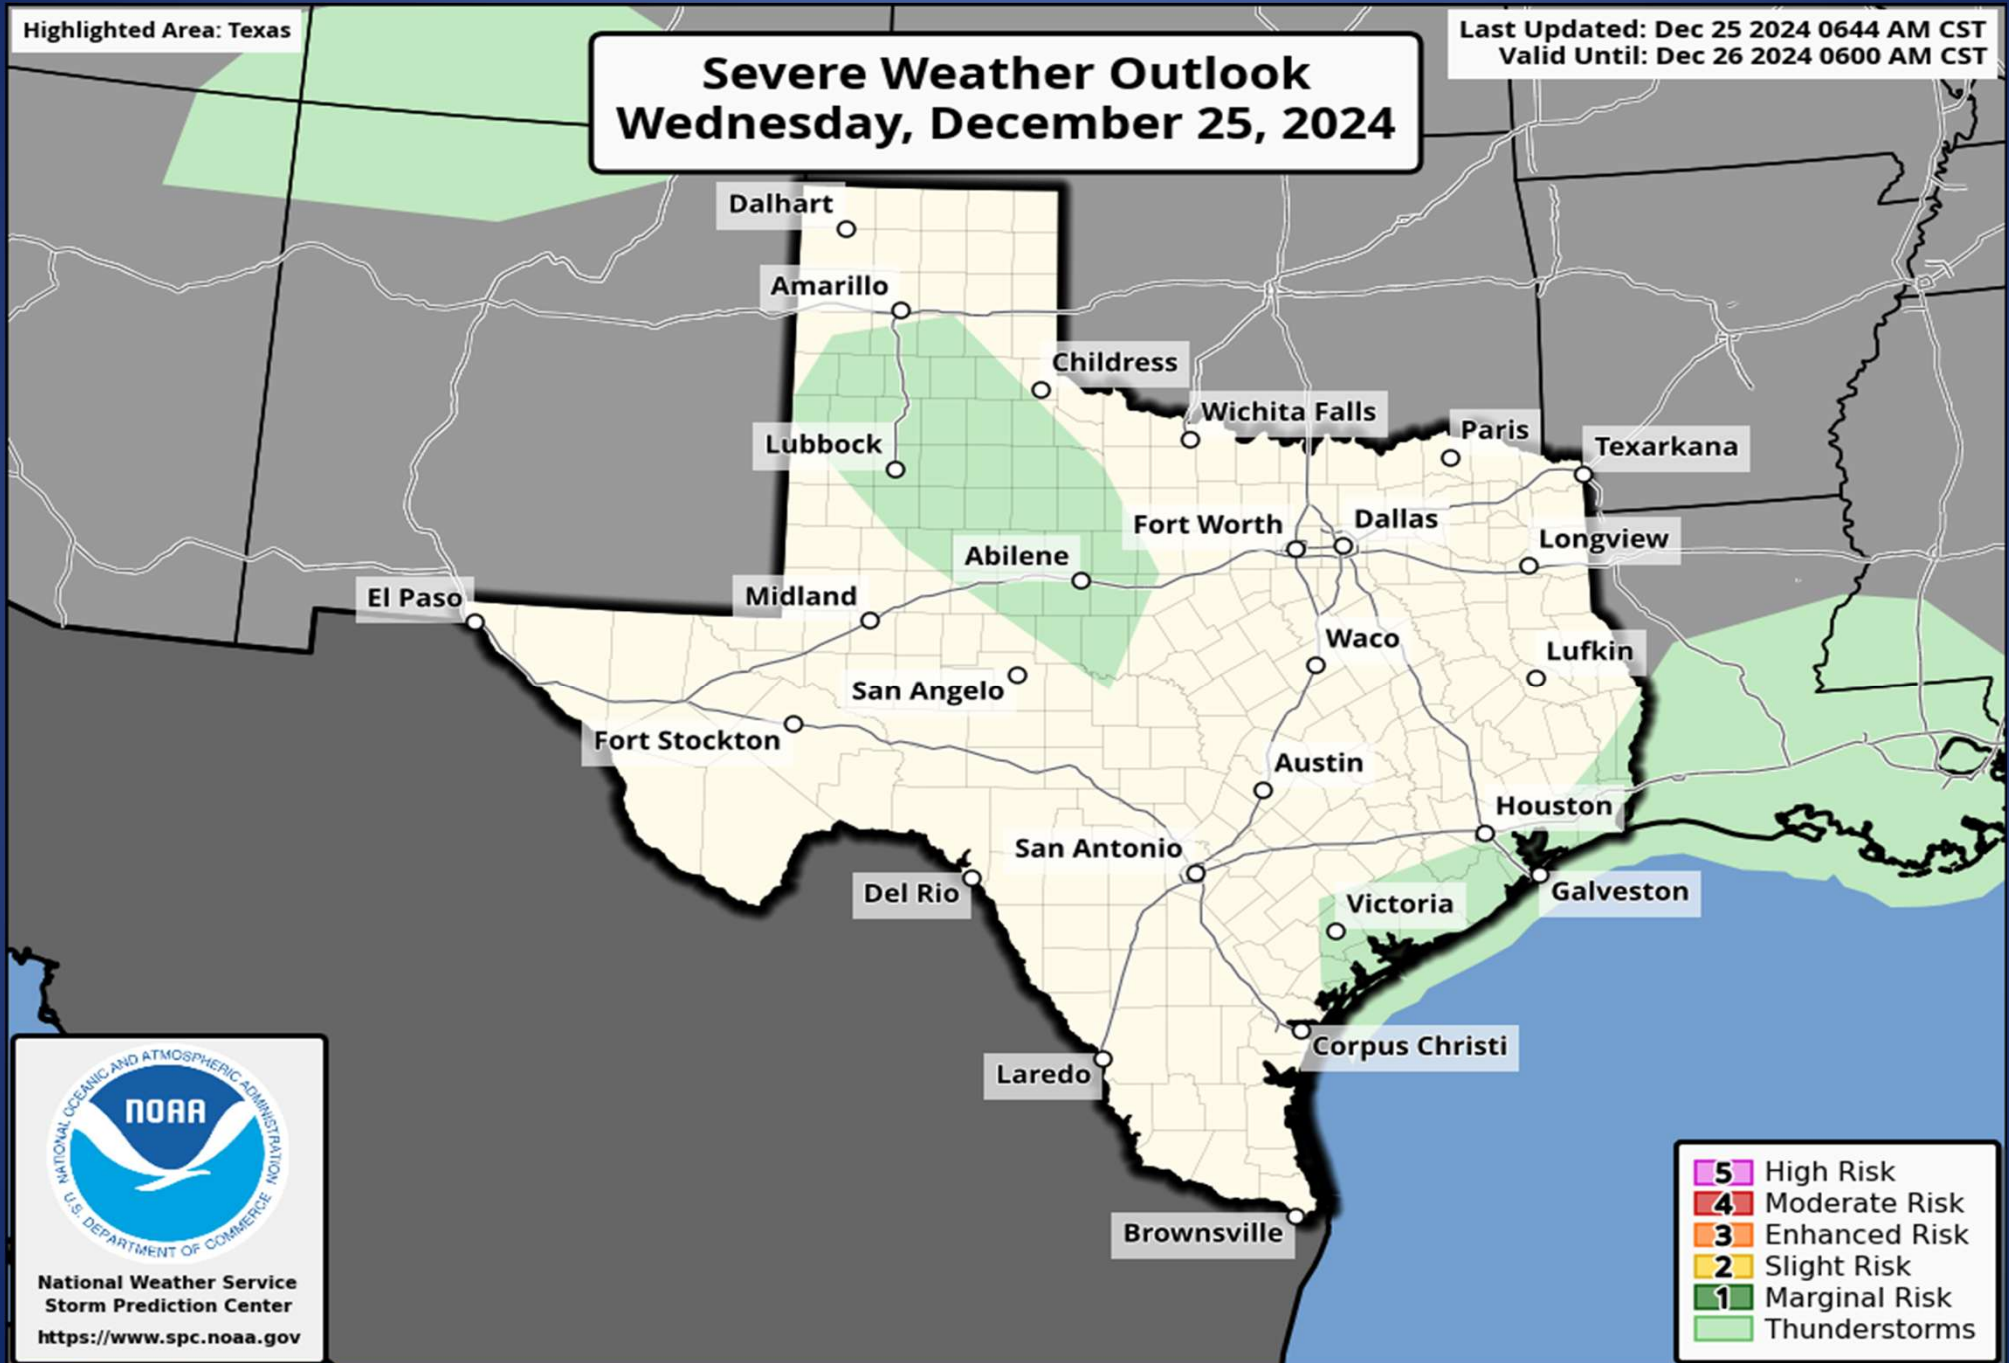 Highlighted Area: Texas
Last Updated: Dec 25 2024 0644 AM CST
Valid Until: Dec 26 2024 0600 AM CST
Severe Weather Outlook
Wednesday, December 25, 2024
Dalhart
Amarillo
Childress
Wichita Falls
Paris
Texarkana
Lubbock
Fort Worth
Dallas
Longview
Abilene
El Paso
Midland
Waco
Lufkin
San Angelo
Fort Stockton
Austin
Houston
San Antonio
Del Rio
Galveston
Victoria
Corpus Christi
Laredo
Brownsville
NATIONAL OCEANIC AND ATMOSPHERIC ADMINISTRATION
NOAA
U.S. DEPARTMENT OF COMMERCE
National Weather Service
Storm Prediction Center
https://www.spc.noaa.gov
5 High Risk
4 Moderate Risk
3 Enhanced Risk
2 Slight Risk
1 Marginal Risk
Thunderstorms